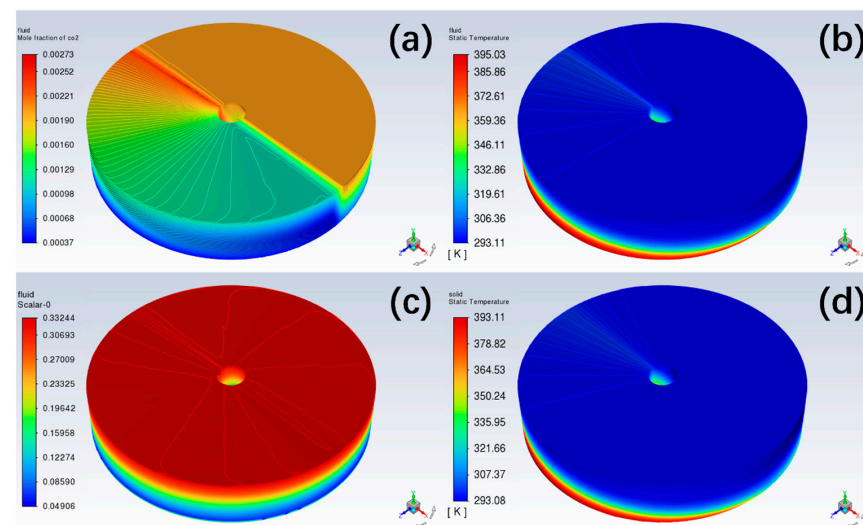 (a)
fluid
Mole fraction of co2
0.00273
0.00252
0.00221
0.00190
0.00160
0.00129
0.00098
0.00068
0.00037
(b)
fluid
Static Temperature
395.03
385.86
372.61
359.36
346.11
332.86
319.61
306.36
293.11
[ K ]
(c)
fluid
Scalar-0
0.33244
0.30693
0.27009
0.23325
0.19642
0.15958
0.12274
0.08590
0.04906
(d)
solid
Static Temperature
393.11
378.82
364.53
350.24
335.95
321.66
307.37
293.08
[ K ]